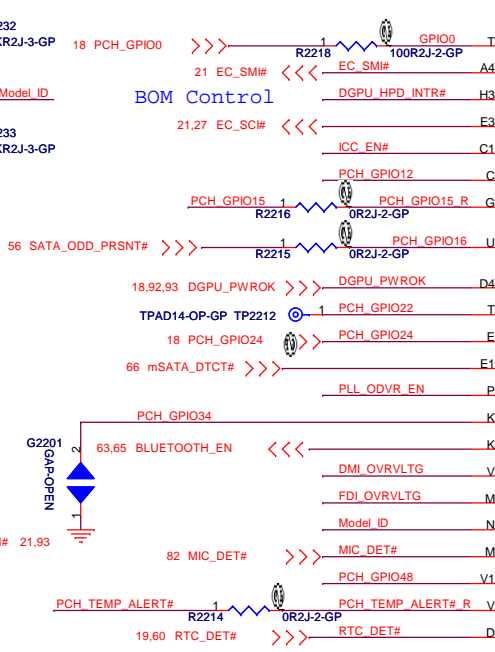 232
KR2J-3-GP
18 PCH_GPIO0
1
R2218
GPIO0
100R2J-2-GP
T
21 EC_SMI#
EC_SMI#
A4
Model_ID
BOM Control
DGPU_HPD_INTR#
H3
233
KR2J-3-GP
21,27 EC_SCI#
E3
ICC_EN#
C1
PCH_GPIO12
C
PCH_GPIO15
1
R2216
0R2J-2-GP
PCH_GPIO15_R
G
56 SATA_ODD_PRSNT#
1
R2215
0R2J-2-GP
PCH_GPIO16
U
18,92,93 DGPU_PWROK
DGPU_PWROK
D4
TPAD14-OP-GP TP2212
1
PCH_GPIO22
T
18 PCH_GPIO24
PCH_GPIO24
E
66 mSATA_DTCT#
E1
PLL_ODVR_EN
P
PCH_GPIO34
K
G2201
GAP-OPEN
2
1
63,65 BLUETOOTH_EN
K
DMI_OVRVLTG
V
FDI_OVRVLTG
M
Model_ID
N
# 21,93
82 MIC_DET#
MIC_DET#
M
PCH_GPIO48
V1
PCH_TEMP_ALERT#
1
R2214
0R2J-2-GP
PCH_TEMP_ALERT#_R
V
19,60 RTC_DET#
RTC_DET#
D